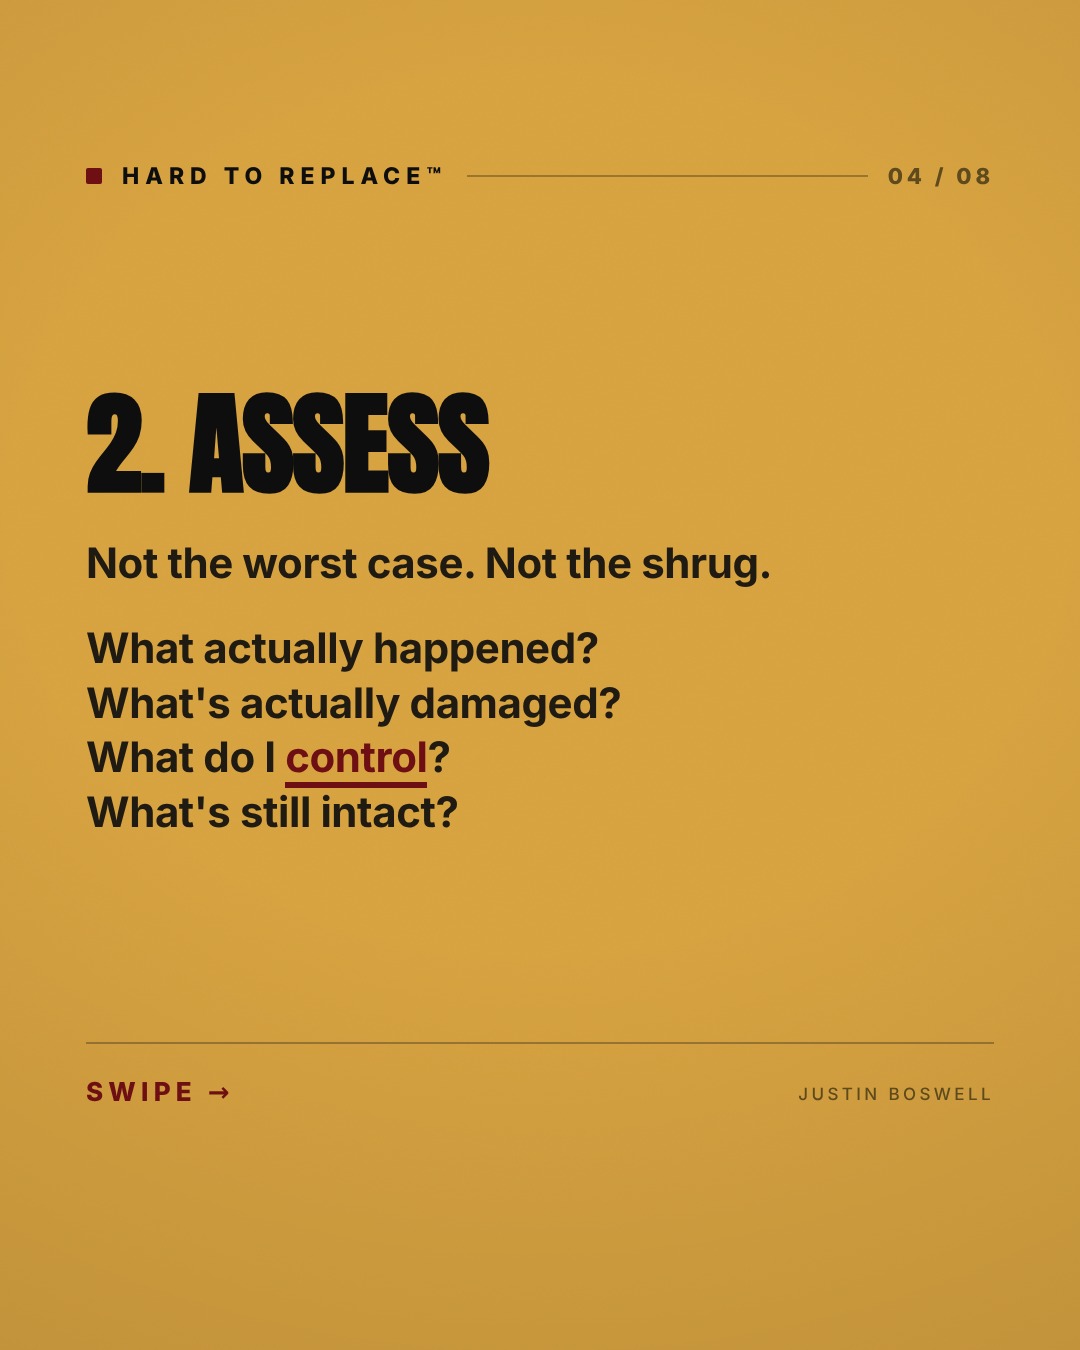 HARD TO REPLACE™
04 / 08
2. ASSESS
Not the worst case. Not the shrug.
What actually happened?
What's actually damaged?
What do I control?
What's still intact?
SWIPE →
JUSTIN BOSWELL